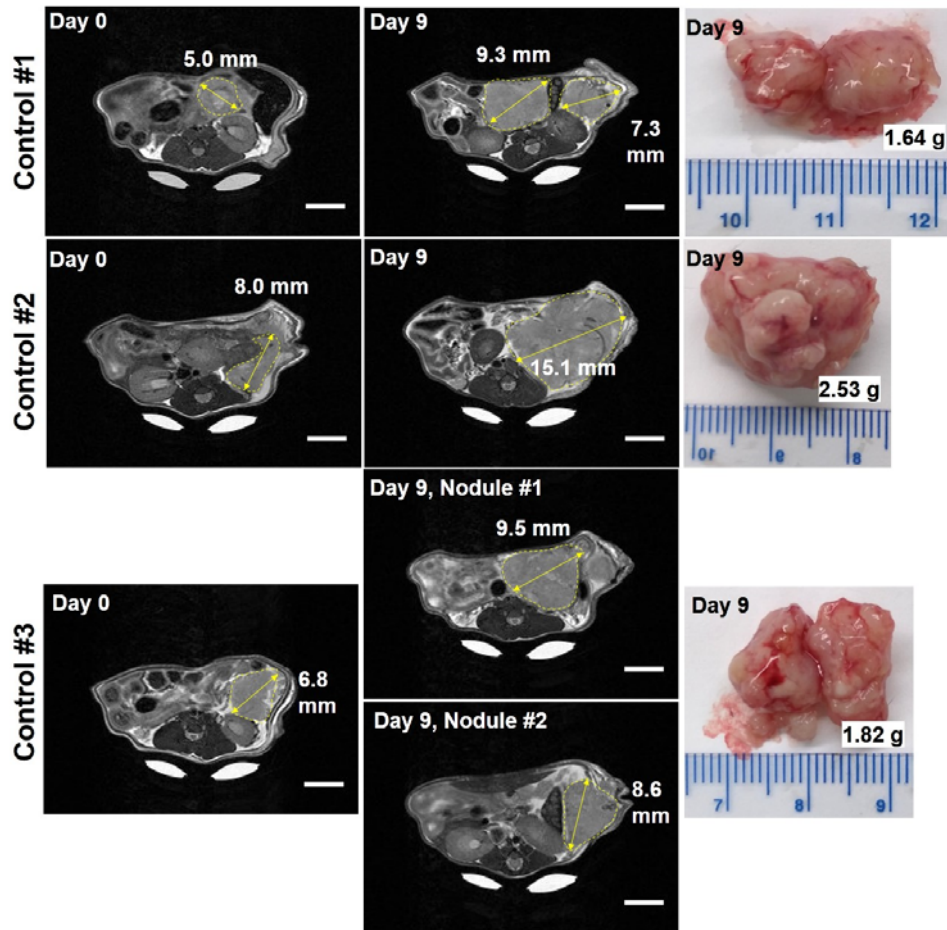 Control #1
Day 0
5.0 mm
Day 9
9.3 mm
7.3
mm
Day 9
1.64 g
10 11 12
Control #2
Day 0
8.0 mm
Day 9
15.1 mm
2.53 g
10 9 8
Control #3
Day 0
6.8
mm
Day 9, Nodule #1
9.5 mm
Day 9, Nodule #2
8.6
mm
Day 9
1.82 g
7 8 9